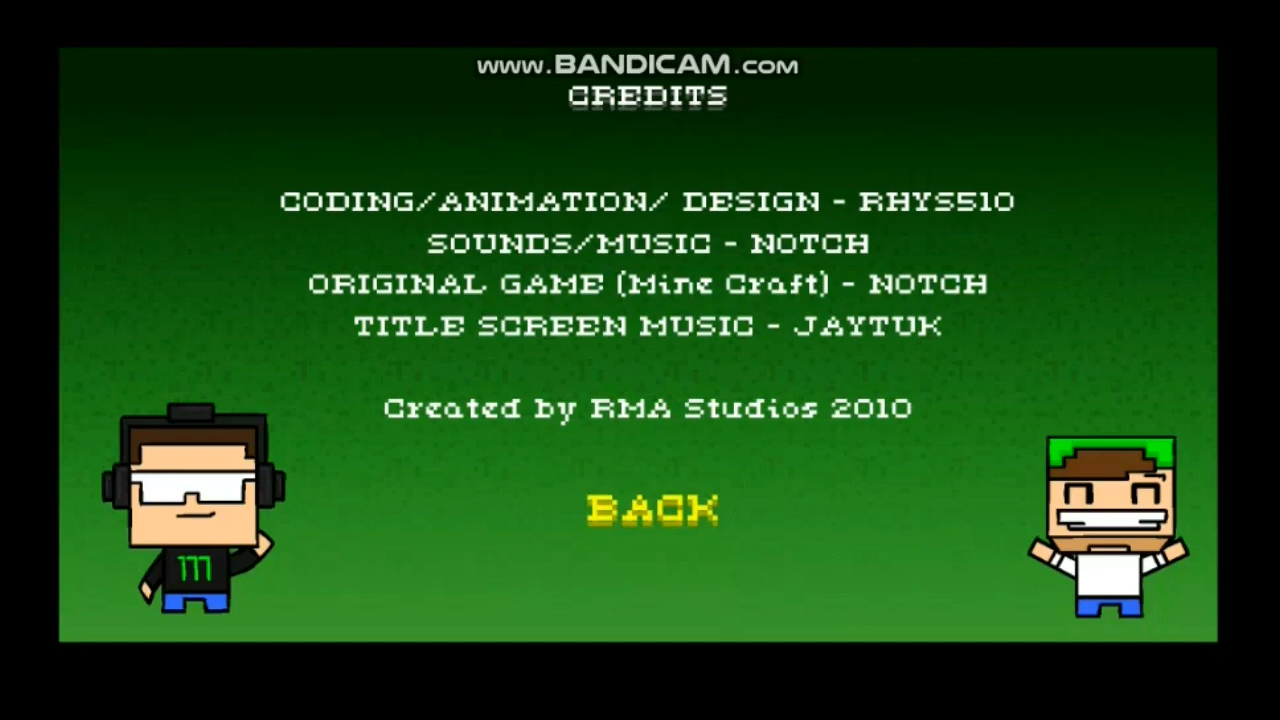 www.BANDICAM.com
CREDITS
CODING/ANIMATION/ DESIGN - RHYS510
SOUNDS/MUSIC - NOTCH
ORIGINAL GAME (Mine Craft) - NOTCH
TITLE SCREEN MUSIC - JAYTUK
Created by RMA Studios 2010
BACK